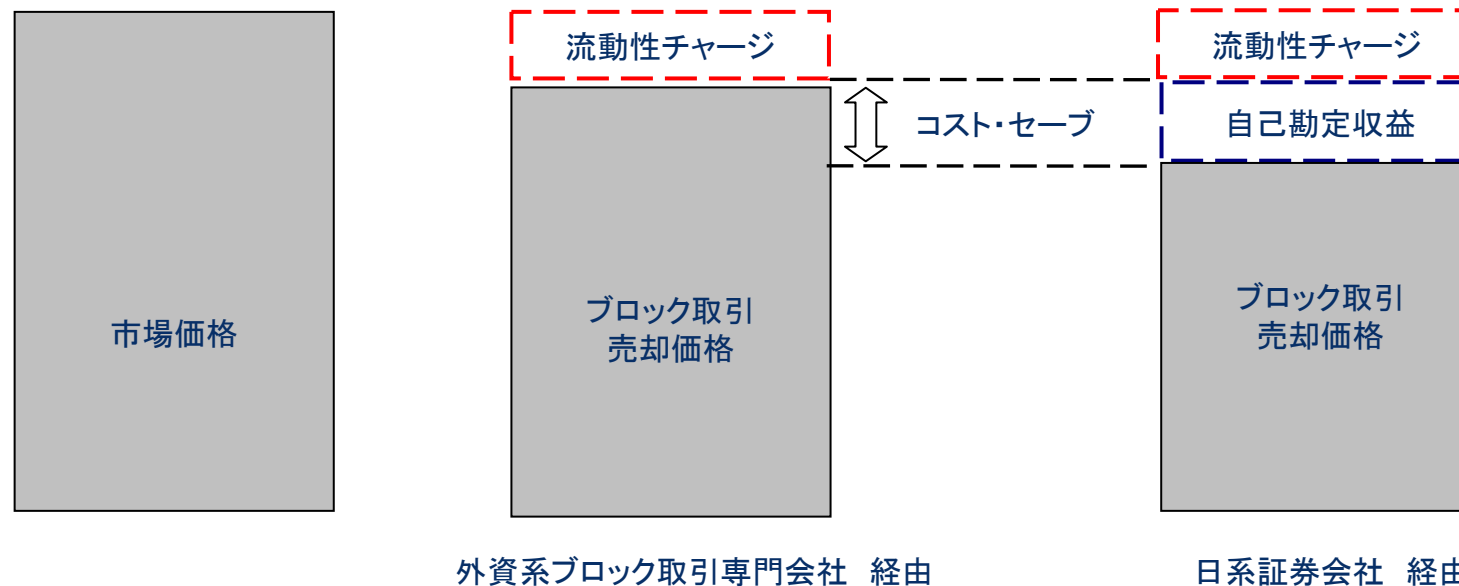 市場価格
流動性チャージ
ブロック取引
売却価格
外資系ブロック取引専門会社　経由
コスト・セーブ
流動性チャージ
自己勘定収益
ブロック取引
売却価格
日系証券会社　経由